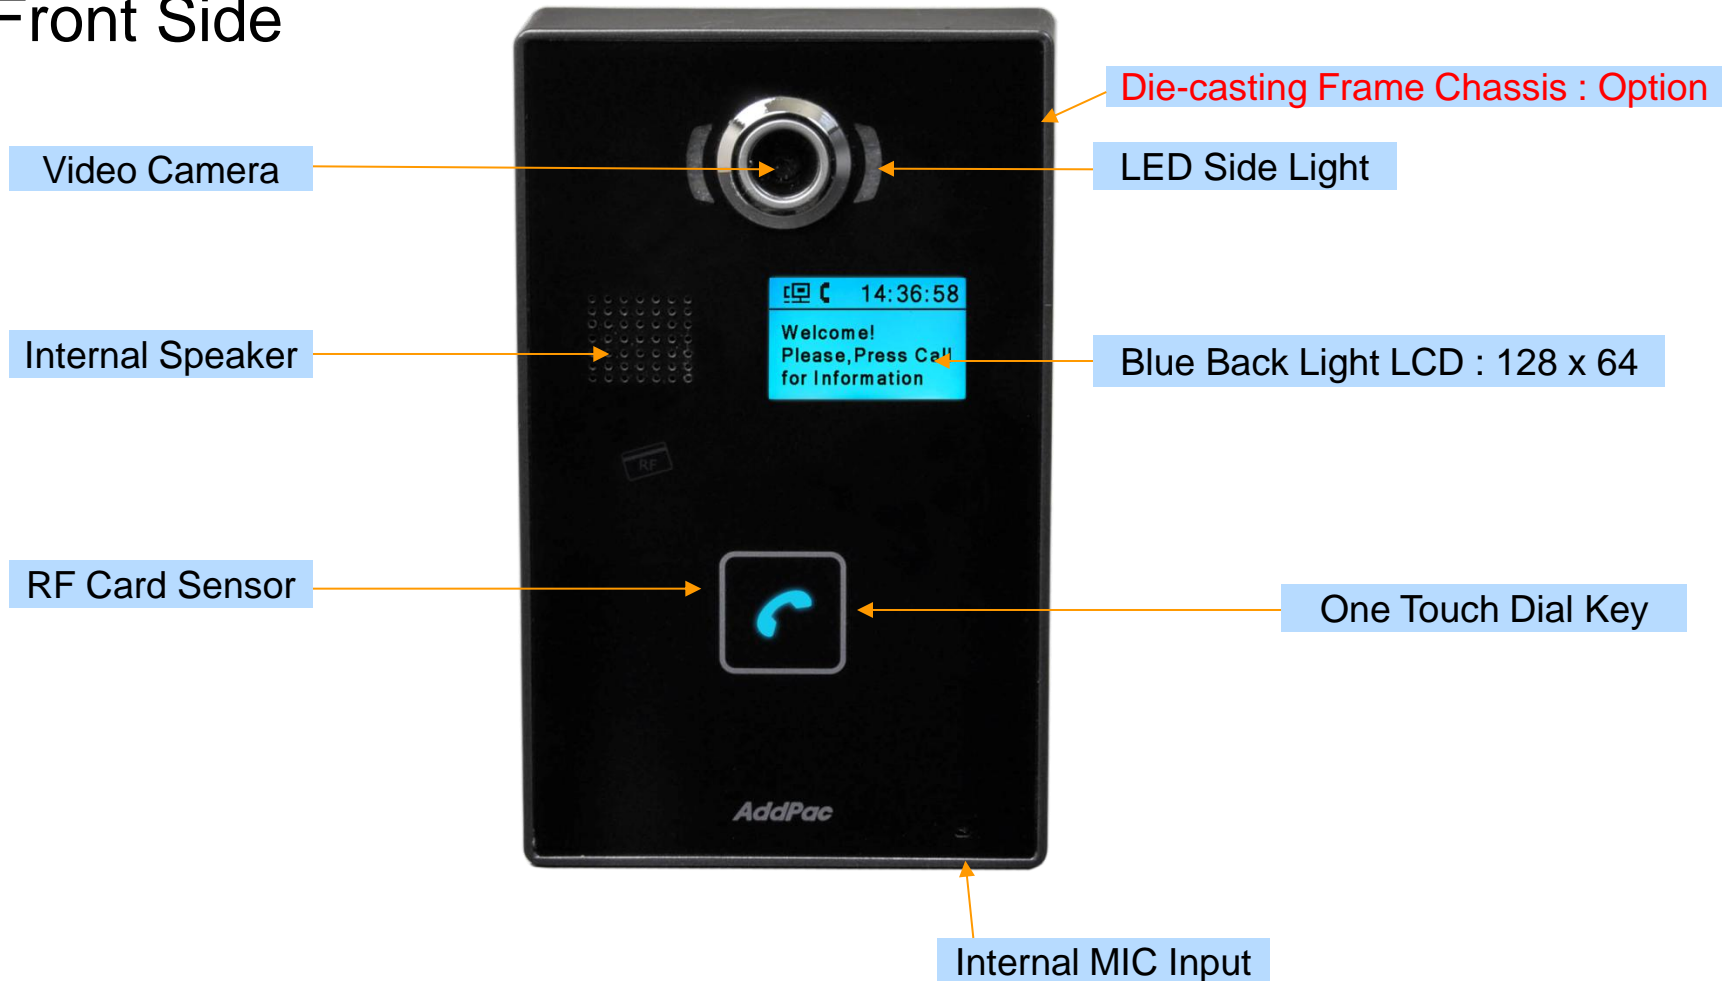 Front Side
Die-casting Frame Chassis : Option
Video Camera
LED Side Light
14:36:58
Welcome!
Please,Press Call
for Information
Internal Speaker
Blue Back Light LCD : 128 x 64
RF
RF Card Sensor
One Touch Dial Key
AddPac
Internal MIC Input